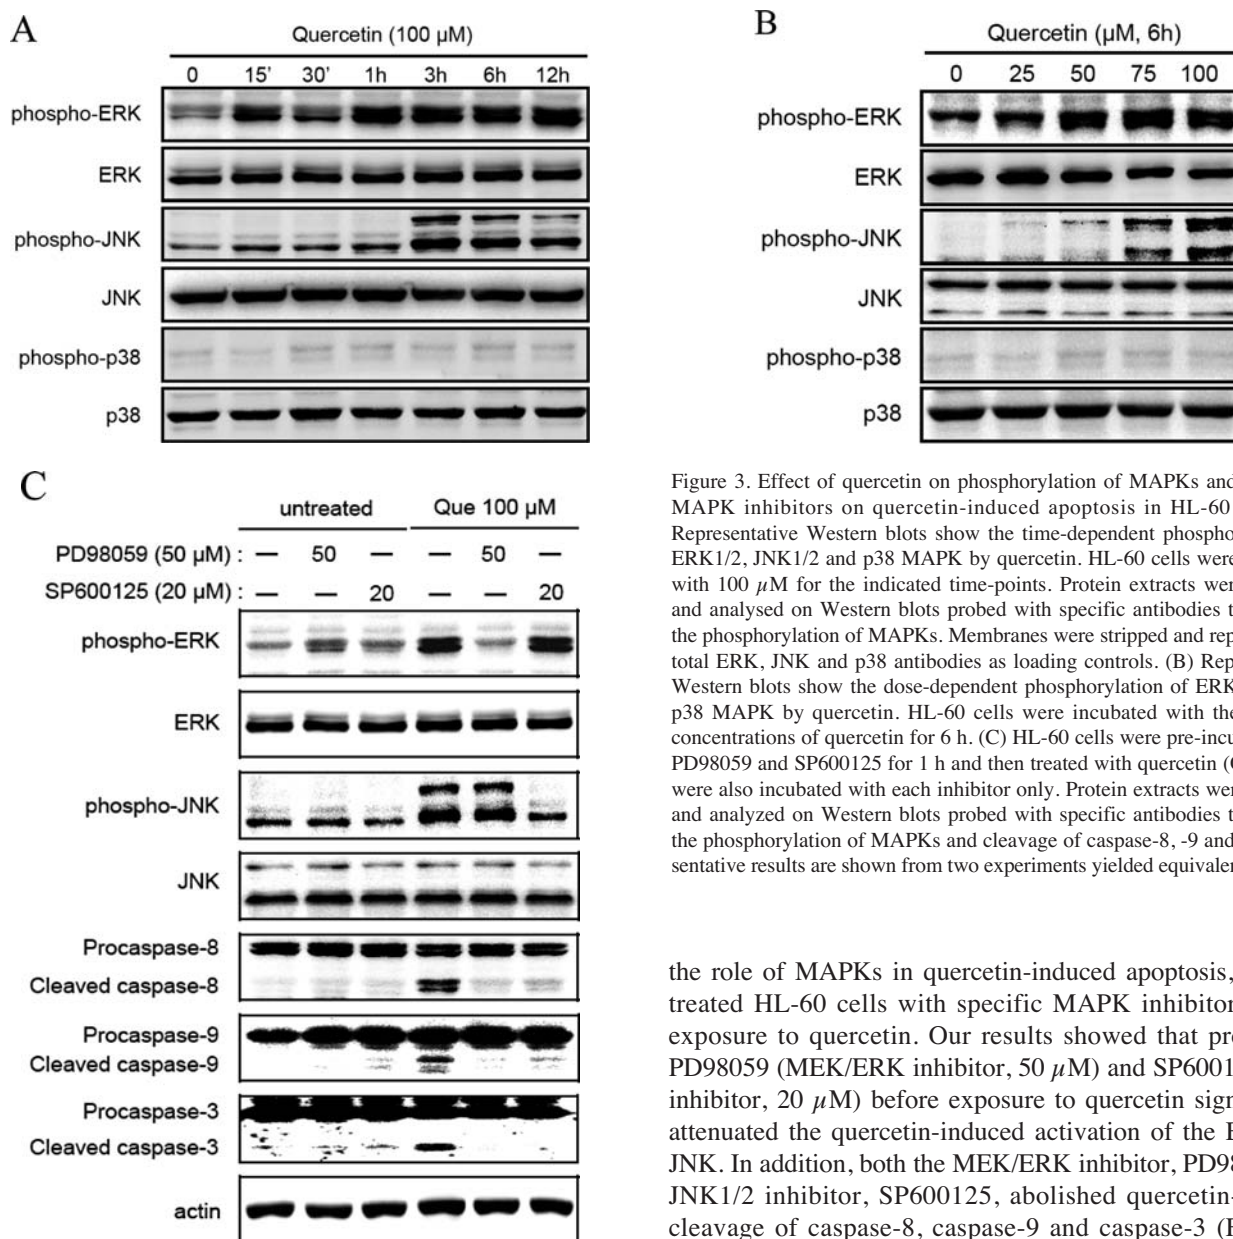 A
Quercetin (100 µM)
0 15' 30' 1h 3h 6h 12h
phospho-ERK
ERK
phospho-JNK
JNK
phospho-p38
p38
B
Quercetin (µM, 6h)
0 25 50 75 100
phospho-ERK
ERK
phospho-JNK
JNK
phospho-p38
p38
C
untreated Que 100 µM
PD98059 (50 µM) : — 50 — — 50 —
SP600125 (20 µM) : — — 20 — — 20
phospho-ERK
ERK
phospho-JNK
JNK
Procaspase-8
Cleaved caspase-8
Procaspase-9
Cleaved caspase-9
Procaspase-3
Cleaved caspase-3
actin
Figure 3. Effect of quercetin on phosphorylation of MAPKs and
MAPK inhibitors on quercetin-induced apoptosis in HL-60
Representative Western blots show the time-dependent phospho
ERK1/2, JNK1/2 and p38 MAPK by quercetin. HL-60 cells were
with 100 µM for the indicated time-points. Protein extracts wer
and analysed on Western blots probed with specific antibodies t
the phosphorylation of MAPKs. Membranes were stripped and rep
total ERK, JNK and p38 antibodies as loading controls. (B) Rep
Western blots show the dose-dependent phosphorylation of ERK
p38 MAPK by quercetin. HL-60 cells were incubated with the
concentrations of quercetin for 6 h. (C) HL-60 cells were pre-incu
PD98059 and SP600125 for 1 h and then treated with quercetin (
were also incubated with each inhibitor only. Protein extracts wer
and analyzed on Western blots probed with specific antibodies t
the phosphorylation of MAPKs and cleavage of caspase-8, -9 and
sentative results are shown from two experiments yielded equivaler
the role of MAPKs in quercetin-induced apoptosis,
treated HL-60 cells with specific MAPK inhibitor
exposure to quercetin. Our results showed that pre
PD98059 (MEK/ERK inhibitor, 50 µM) and SP6001
inhibitor, 20 µM) before exposure to quercetin sign
attenuated the quercetin-induced activation of the E
JNK. In addition, both the MEK/ERK inhibitor, PD98
JNK1/2 inhibitor, SP600125, abolished quercetin-
cleavage of caspase-8, caspase-9 and caspase-3 (F